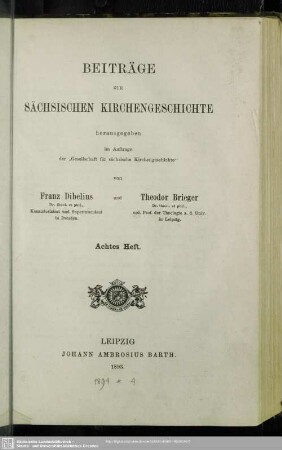 BEITRÄGE
ZUR
SÄCHSISCHEN KIRCHENGESCHICHTE
herausgegeben
im Auftrage
der „Gesellschaft für sächsische Kirchengeschichte“
von
Franz Dibelius und Theodor Brieger
Konsistorialrat und Superintendent
in Dresden.
ord. Prof. der Theologie a. d. Univ.
in Leipzig.
Achtes Heft.
LEIPZIG
JOHANN AMBROSIUS BARTH.
1893.